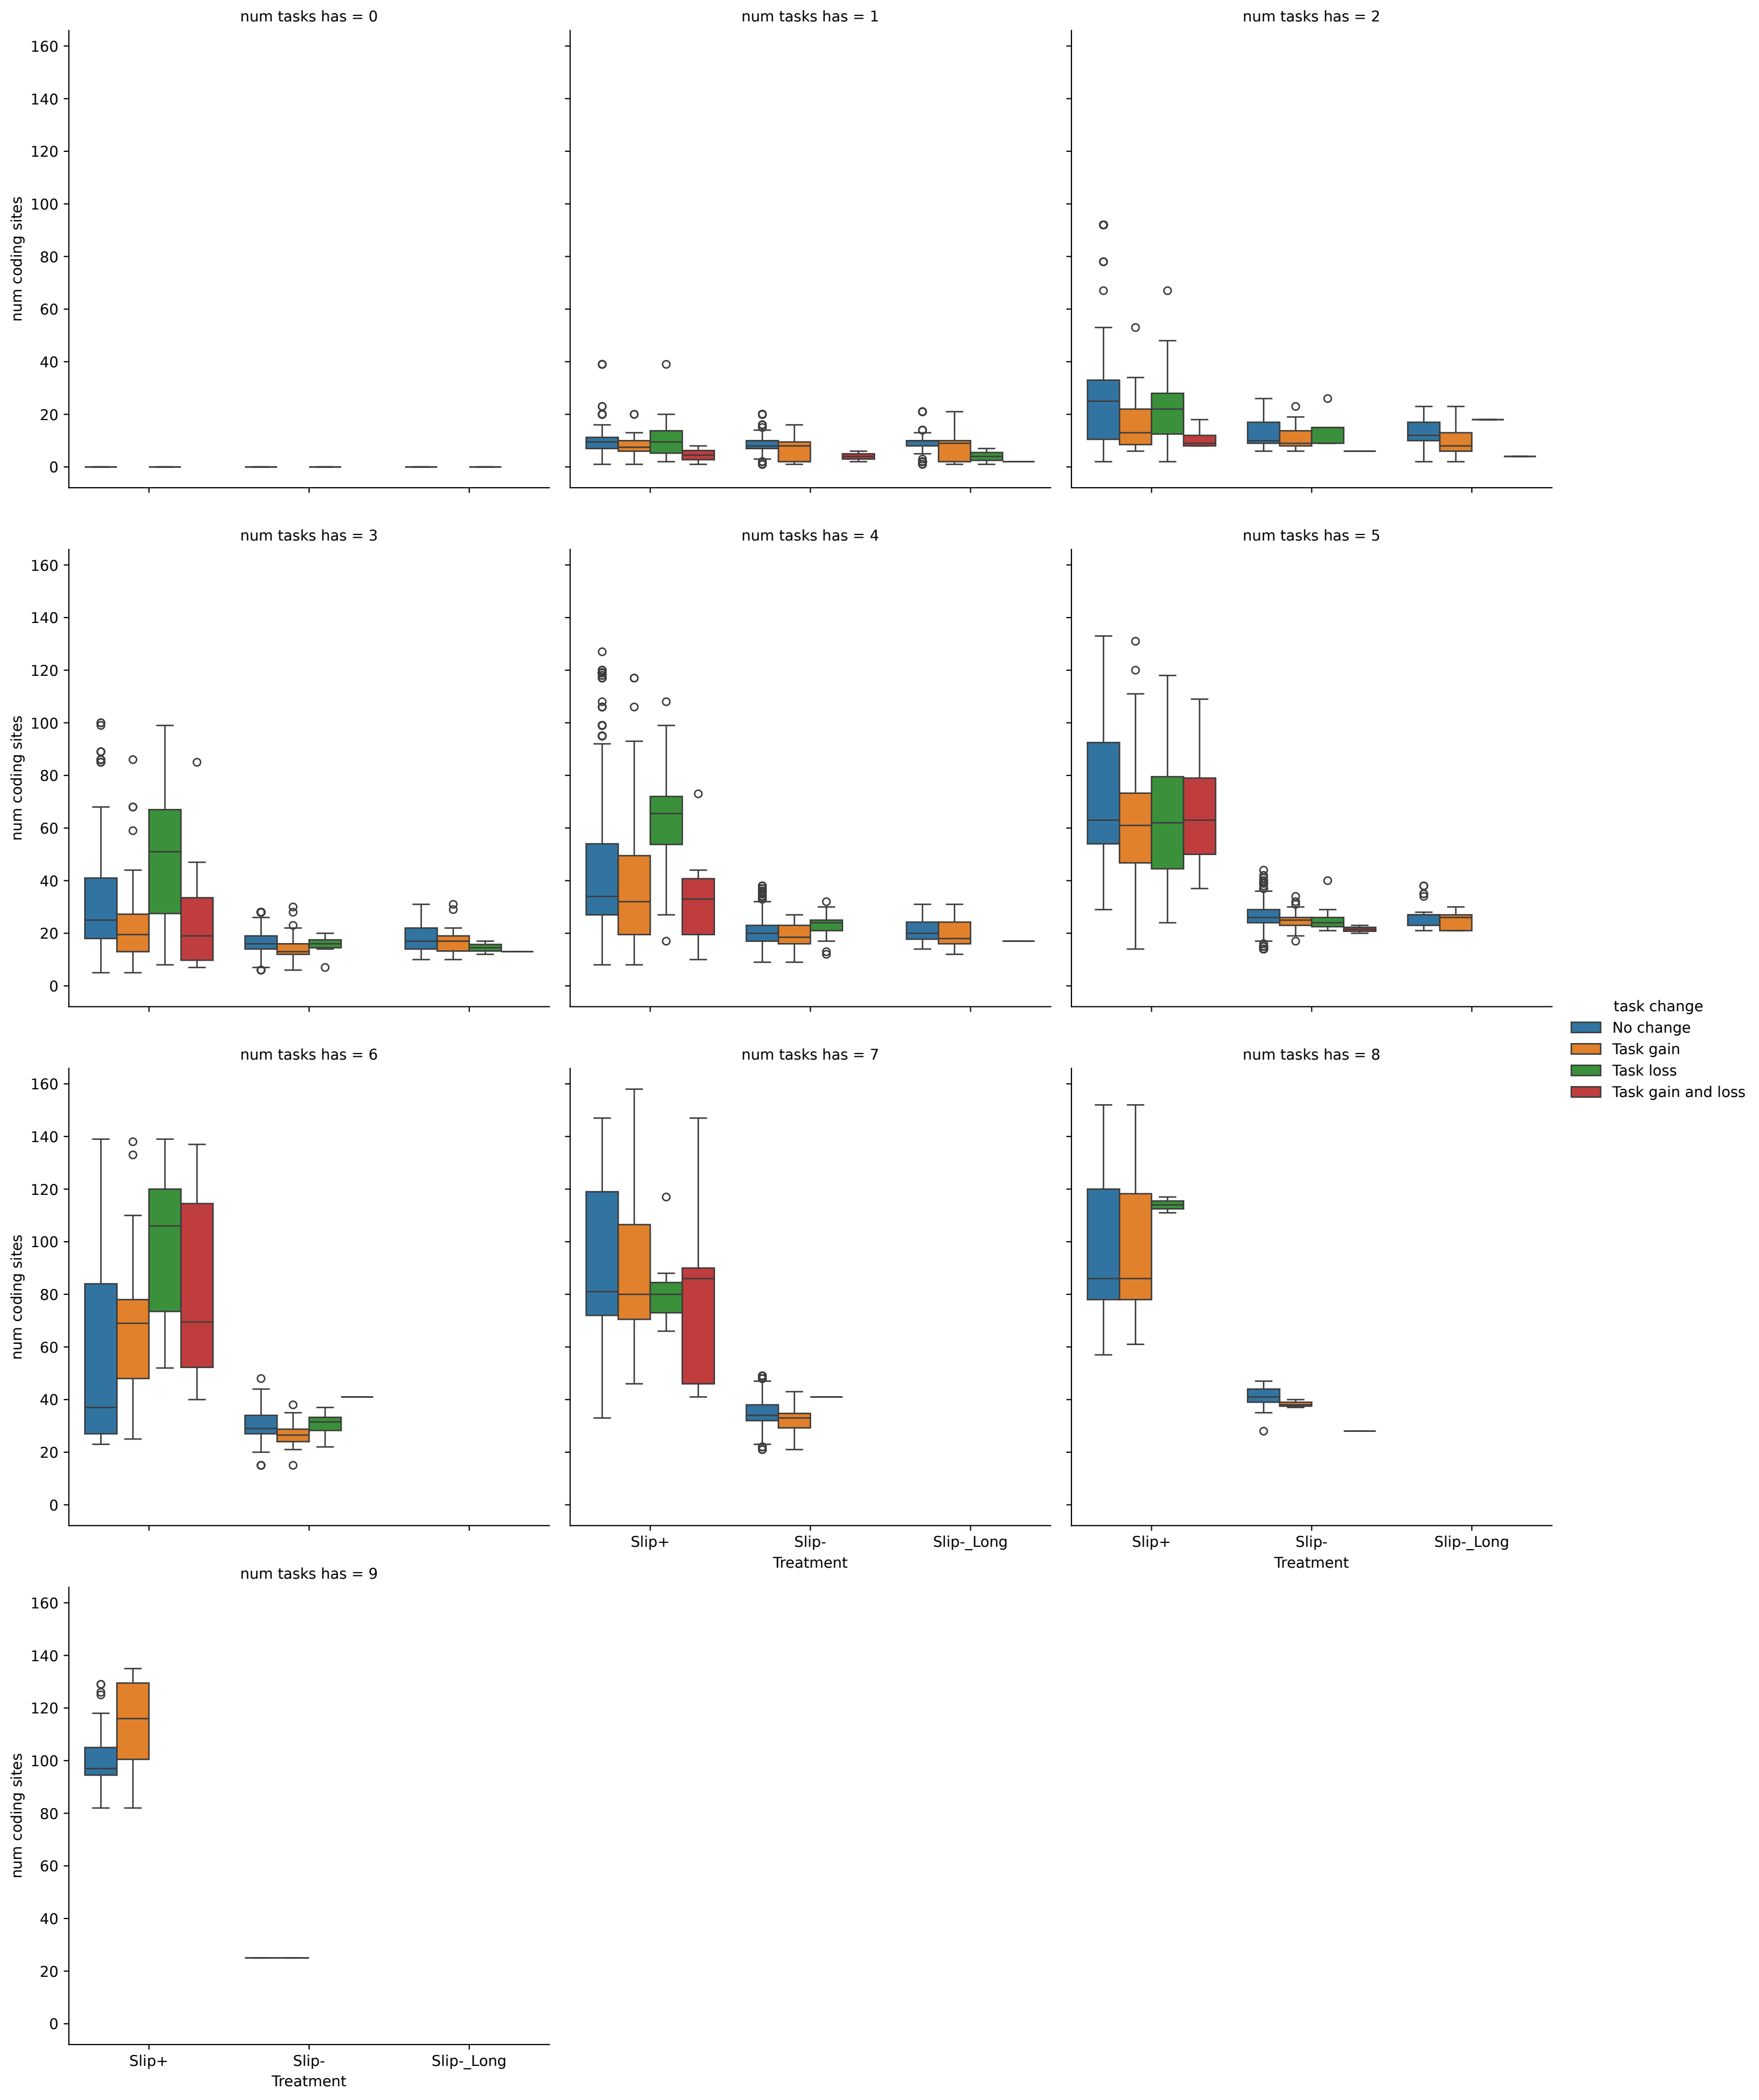 num tasks has = 0
num tasks has = 1
num tasks has = 2
160
140
120
100
80
60
40
20
0
num coding sites
num tasks has = 3
num tasks has = 4
num tasks has = 5
160
140
120
100
80
60
40
20
0
num coding sites
task change
No change
Task gain
Task loss
Task gain and loss
num tasks has = 6
num tasks has = 7
num tasks has = 8
160
140
120
100
80
60
40
20
0
num coding sites
Slip+ Slip- Slip-_Long
Treatment
Slip+ Slip- Slip-_Long
Treatment
num tasks has = 9
160
140
120
100
80
60
40
20
0
num coding sites
Slip+ Slip- Slip-_Long
Treatment